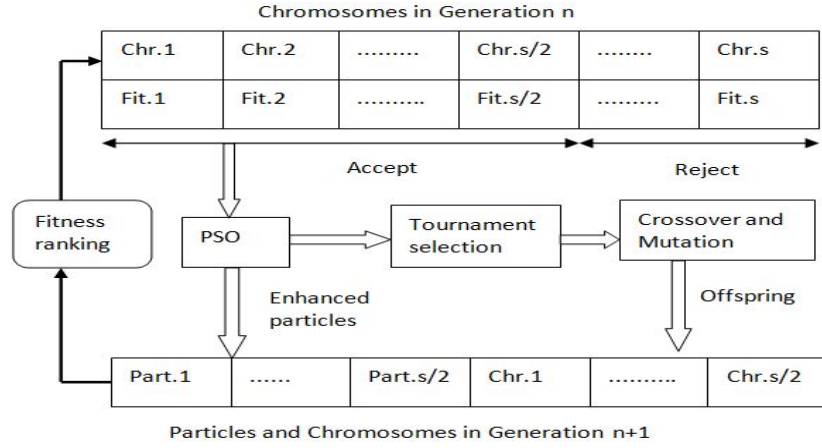 Chromosomes in Generation n
Chr.1 Chr.2 ......... Chr.s/2 ........ Chr.s
Fit.1 Fit.2 .......... Fit.s/2 ......... Fit.s
Accept Reject
Fitness
ranking
PSO
Tournament
selection
Crossover and
Mutation
Enhanced
particles
Offspring
Part.1 ...... Part.s/2 Chr.1 .......... Chr.s/2
Particles and Chromosomes in Generation n+1